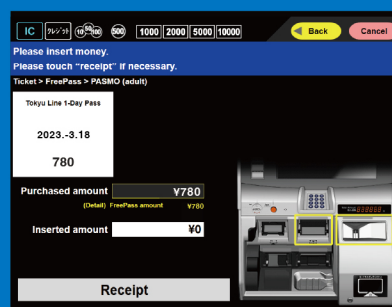 IC クレジット 10 50 100 500 1000 2000 5000 10000 Back Cancel
Please insert money.
Please touch "receipt" if necessary.
Ticket > FreePass > PASMO (adult)
Tokyu Line 1-Day Pass
2023.-3.18
780
Purchased amount ¥780
(Detail) FreePass amount ¥780
Inserted amount ¥0
Receipt